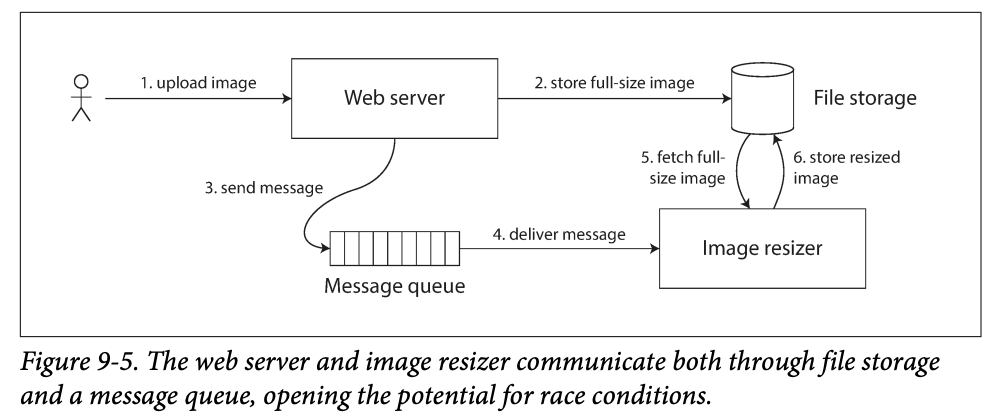 1. upload image
Web server
2. store full-size image
File storage
3. send message
5. fetch full-
size image
6. store resized
image
4. deliver message
Image resizer
Message queue
Figure 9-5. The web server and image resizer communicate both through file storage
and a message queue, opening the potential for race conditions.